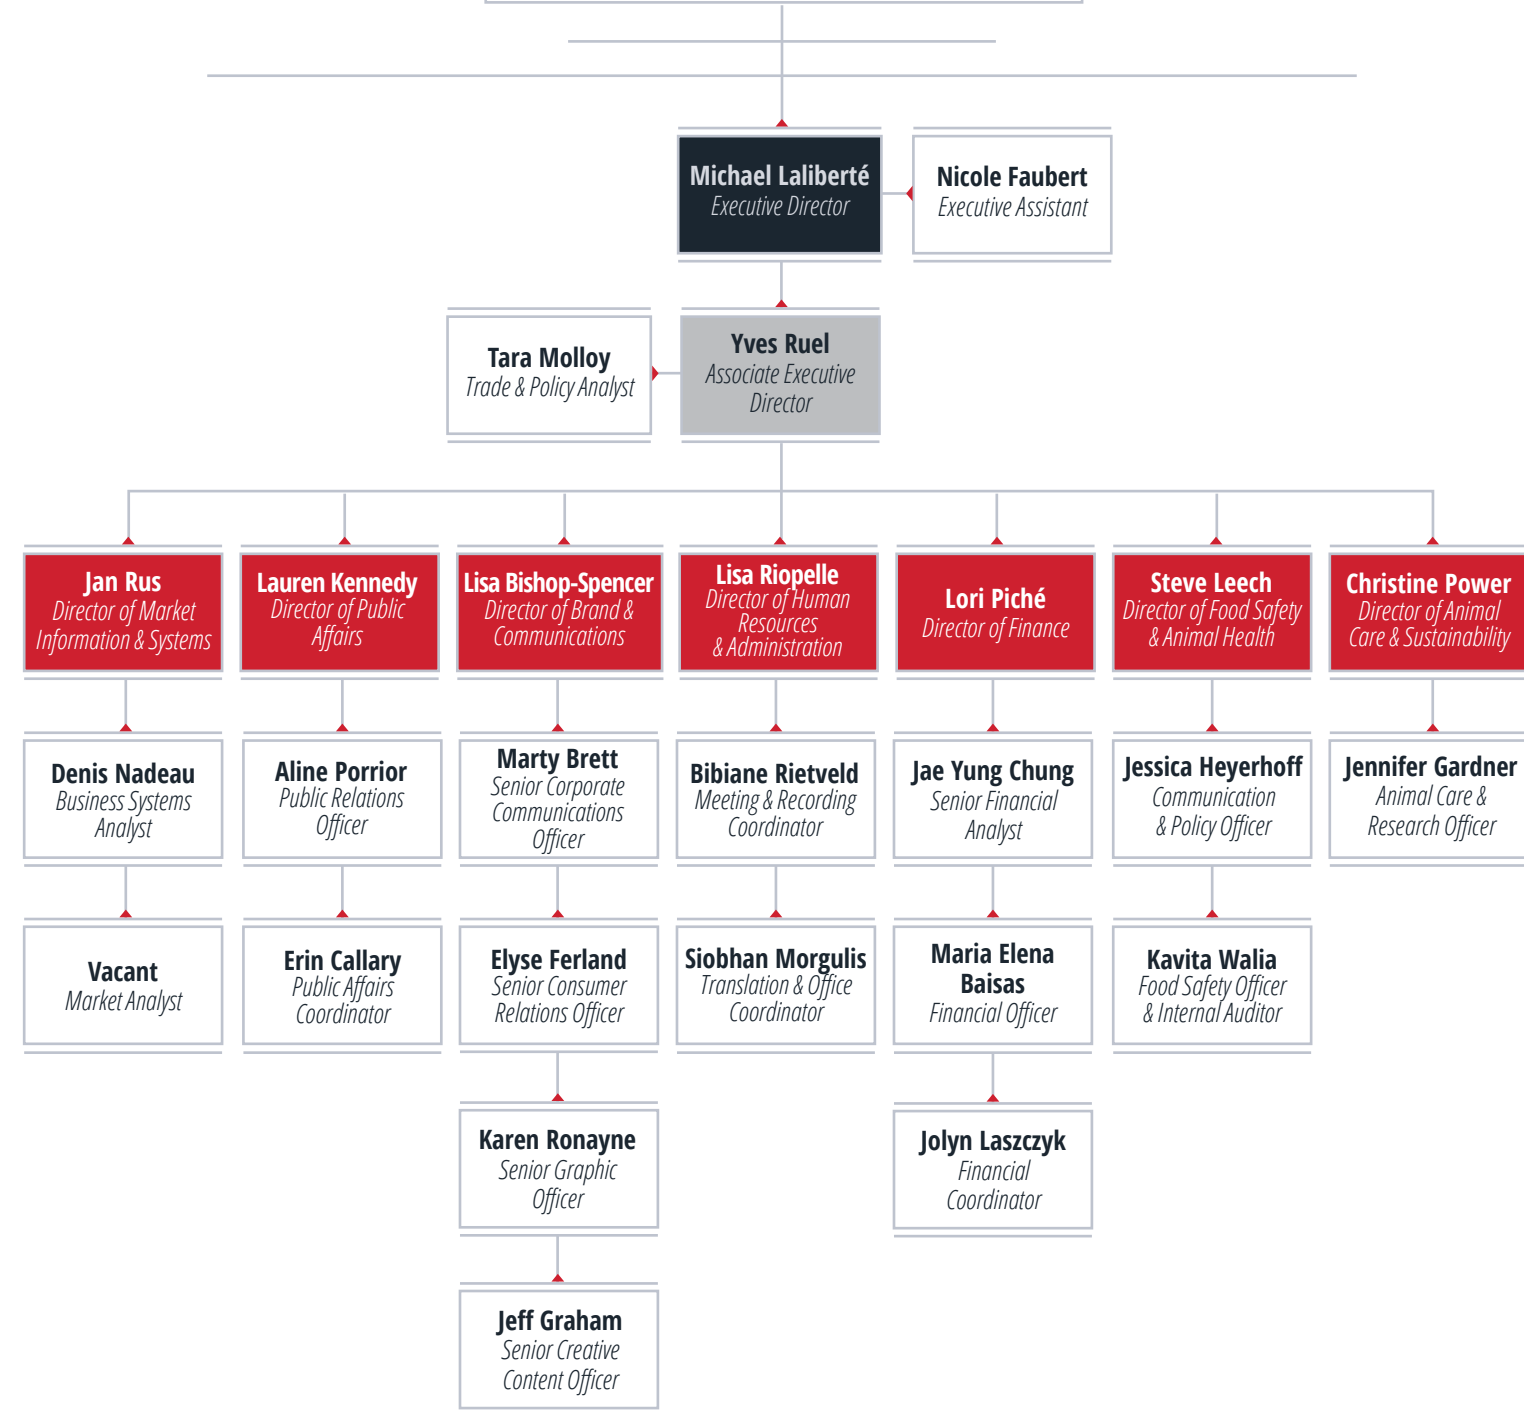 Michael Laliberté
Executive Director
Nicole Faubert
Executive Assistant
Tara Molloy
Trade & Policy Analyst
Yves Ruel
Associate Executive
Director
Jan Rus
Director of Market
Information & Systems
Lauren Kennedy
Director of Public
Affairs
Lisa Bishop-Spencer
Director of Brand &
Communications
Lisa Riopelle
Director of Human
Resources
& Administration
Lori Piché
Director of Finance
Steve Leech
Director of Food Safety
& Animal Health
Christine Power
Director of Animal
Care & Sustainability
Denis Nadeau
Business Systems
Analyst
Aline Porrior
Public Relations
Officer
Marty Brett
Senior Corporate
Communications
Officer
Bibiane Rietveld
Meeting & Recording
Coordinator
Jae Yung Chung
Senior Financial
Analyst
Jessica Heyerhoff
Communication
& Policy Officer
Jennifer Gardner
Animal Care &
Research Officer
Vacant
Market Analyst
Erin Callary
Public Affairs
Coordinator
Elyse Ferland
Senior Consumer
Relations Officer
Siobhan Morgulis
Translation & Office
Coordinator
Maria Elena
Baisas
Financial Officer
Kavita Walia
Food Safety Officer
& Internal Auditor
Karen Ronayne
Senior Graphic
Officer
Jolyn Laszczyk
Financial
Coordinator
Jeff Graham
Senior Creative
Content Officer